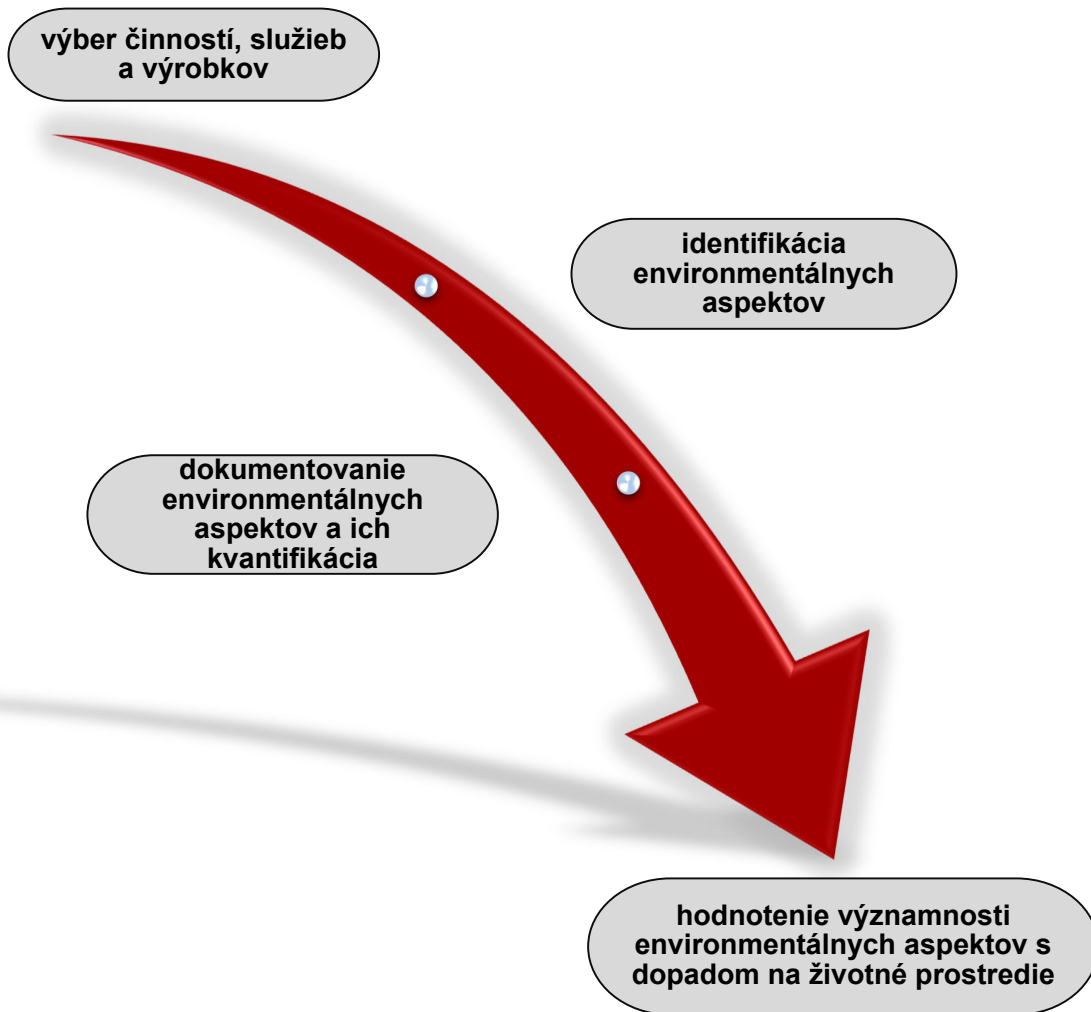 výber činností, služieb
a výrobkov
identifikácia
environmentálnych
aspektov
dokumentovanie
environmentálnych
aspektov a ich
kvantifikácia
hodnotenie významnosti
environmentálnych aspektov s
dopadom na životné prostredie